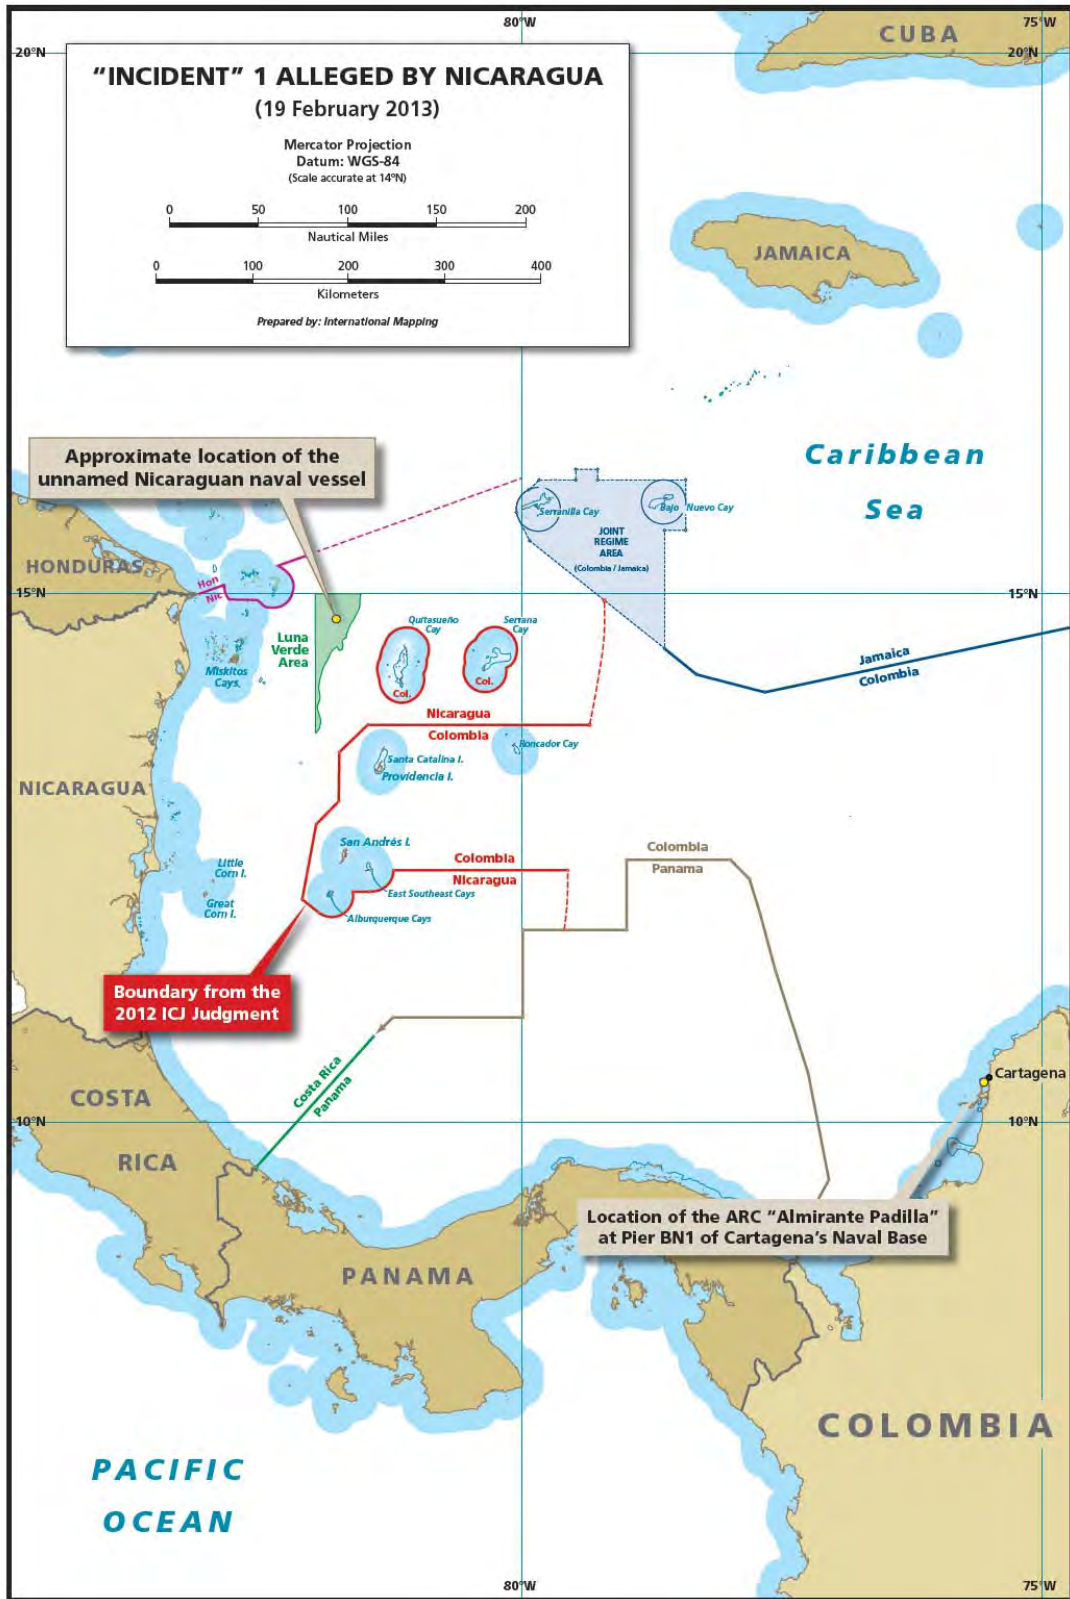 80°W
75°W
20°N
20°N
CUBA
“INCIDENT” 1 ALLEGED BY NICARAGUA
(19 February 2013)
Mercator Projection
Datum: WGS-84
(Scale accurate at 14°N)
0 50 100 150 200
Nautical Miles
0 100 200 300 400
Kilometers
Prepared by: International Mapping
JAMAICA
Caribbean
Sea
Approximate location of the
unnamed Nicaraguan naval vessel
Serranilla Cay
Bajo Nuevo Cay
JOINT
REGIME
AREA
(Colombia / Jamaica)
HONDURAS
Hon
Nic
15°N
15°N
Luna
Verde
Area
Quitasueño
Cay
Col.
Serrana
Cay
Col.
Miskitos
Cays.
Jamaica
Colombia
Nicaragua
Colombia
Roncador Cay
Santa Catalina I.
Providencia I.
NICARAGUA
San Andrés I.
Colombia
Nicaragua
Colombia
Panama
Little
Corn I.
Great
Corn I.
East Southeast Cays
Alburquerque Cays
Boundary from the
2012 ICJ Judgment
Costa Rica
Panama
Cartagena
COSTA
RICA
10°N
10°N
Location of the ARC “Almirante Padilla”
at Pier BN1 of Cartagena’s Naval Base
PANAMA
COLOMBIA
PACIFIC
OCEAN
80°W
75°W